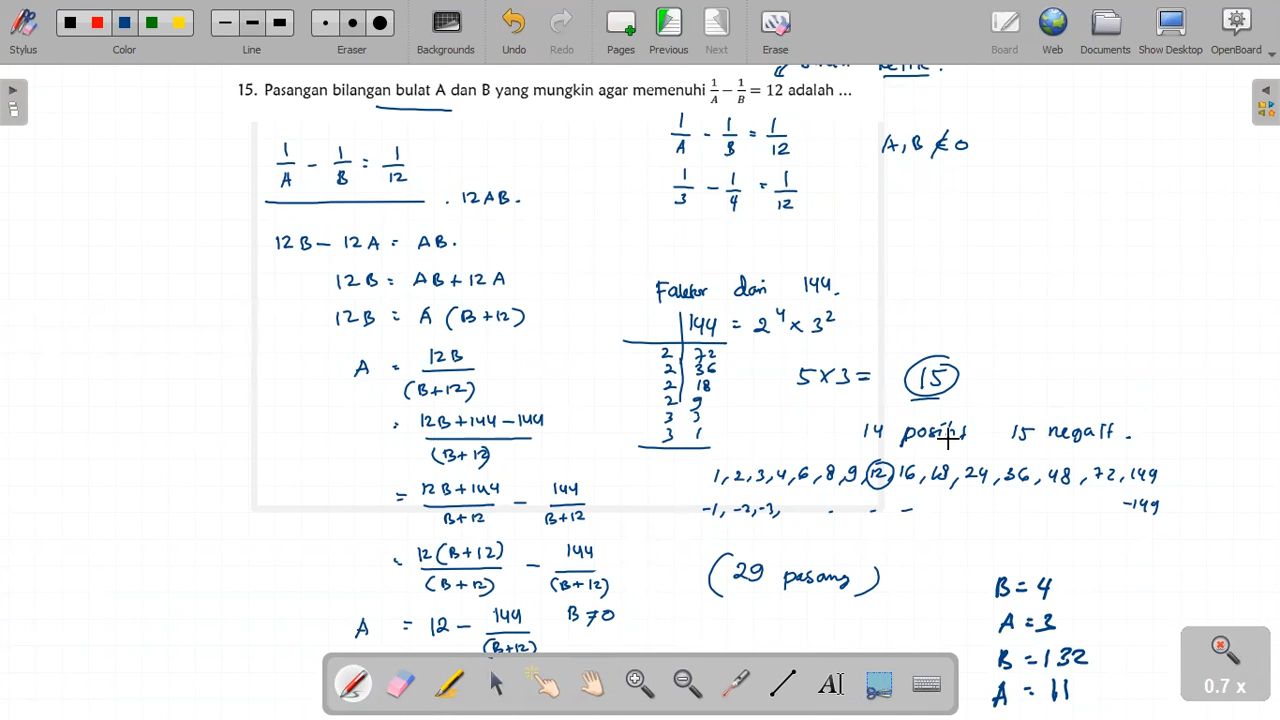 Stylus Color Line Eraser Backgrounds Undo Redo Pages Previous Next Erase Board Web Documents Show Desktop OpenBoard
15. Pasangan bilangan bulat A dan B yang mungkin agar memenuhi 1/A − 1/B = 12 adalah ...
1/A - 1/B = 1/12
. 12AB.
12B - 12A = AB.
12B = AB + 12A
12B = A (B+12)
A = 12B/(B+12)
= 12B+144-144/(B+12)
= 12B+144/B+12 - 144/B+12
= 12(B+12)/(B+12) - 144/(B+12)
B ≠ 0
A = 12 - 144/(B+12)
1/A - 1/B = 1/12
1/3 - 1/4 = 1/12
A, B ≠ 0
Faktor dari 144.
144 = 2^4 × 3^2
2 72
2 36
2 18
2 9
3 3
3 1
5 × 3 = 15
14 positif 15 negatif.
1, 2, 3, 4, 6, 8, 9, 12, 16, 18, 24, 36, 48, 72, 144
-1, -2, -3, . - - -144
(29 pasang)
B = 4
A = 3
B = 132
A = 11
0.7 x